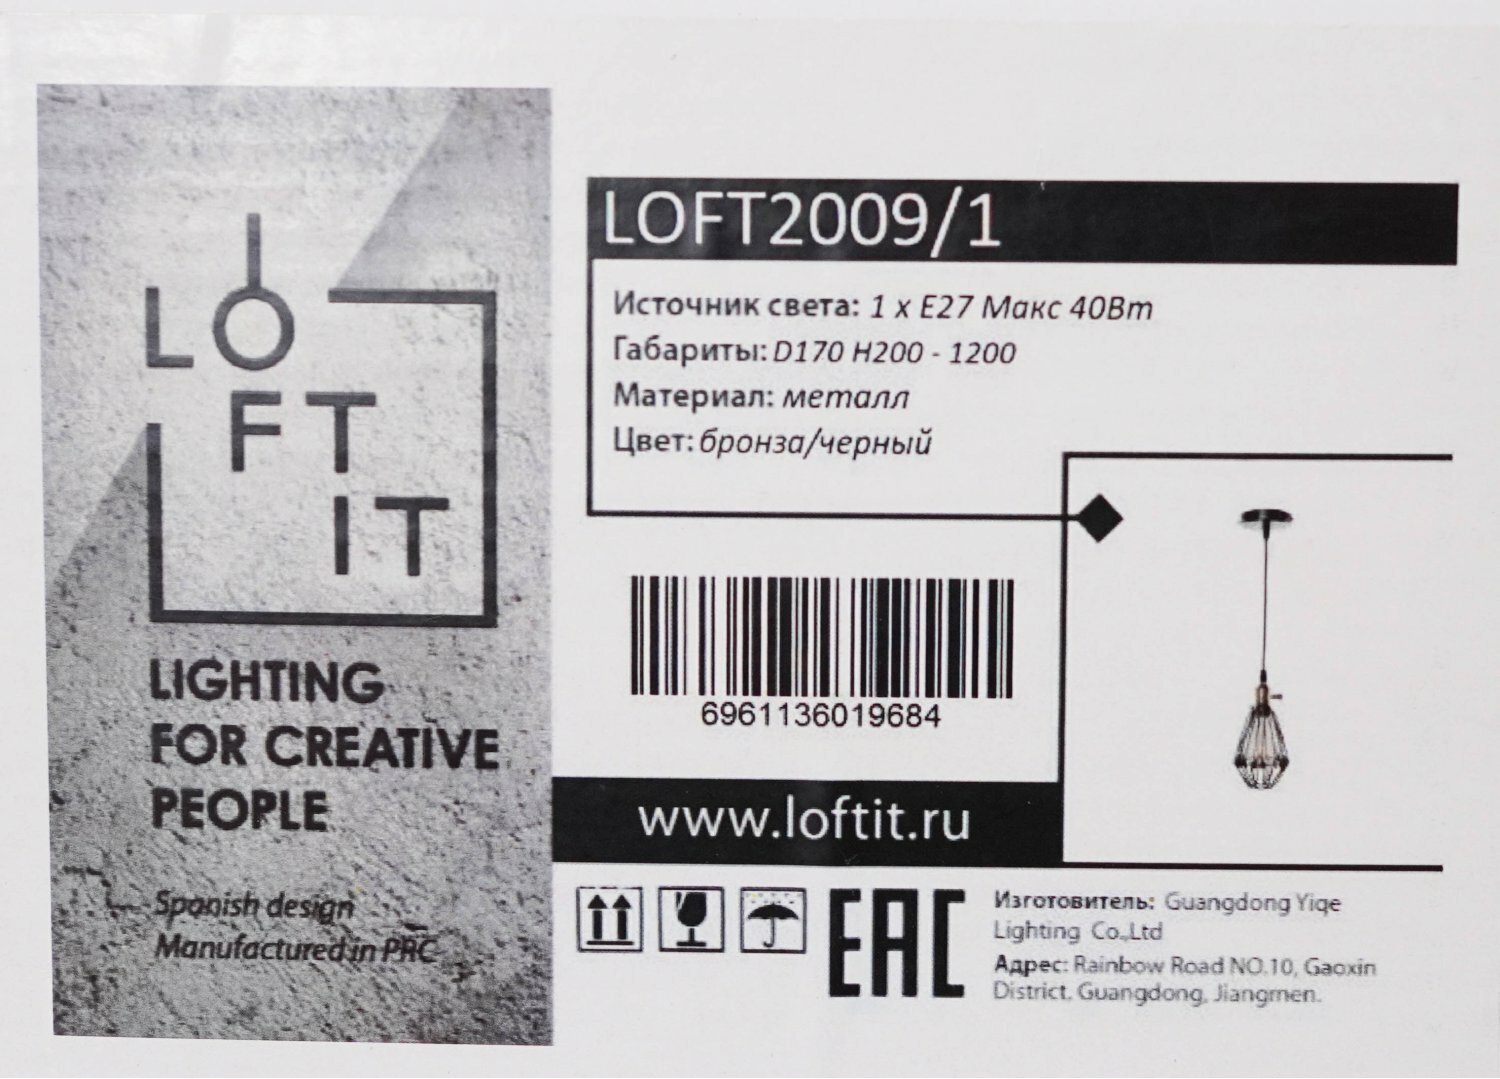 LOFT IT
LIGHTING
FOR CREATIVE
PEOPLE
Spanish design
Manufactured in PRC
LOFT2009/1
Источник света: 1 x E27 Макс 40Вт
Габариты: D170 H200 - 1200
Материал: металл
Цвет: бронза/черный
6961136019684
www.loftit.ru
EAC
Изготовитель: Guangdong Yiqe
Lighting Co.,Ltd
Адрес: Rainbow Road NO.10, Gaoxin
District. Guangdong, Jiangmen.